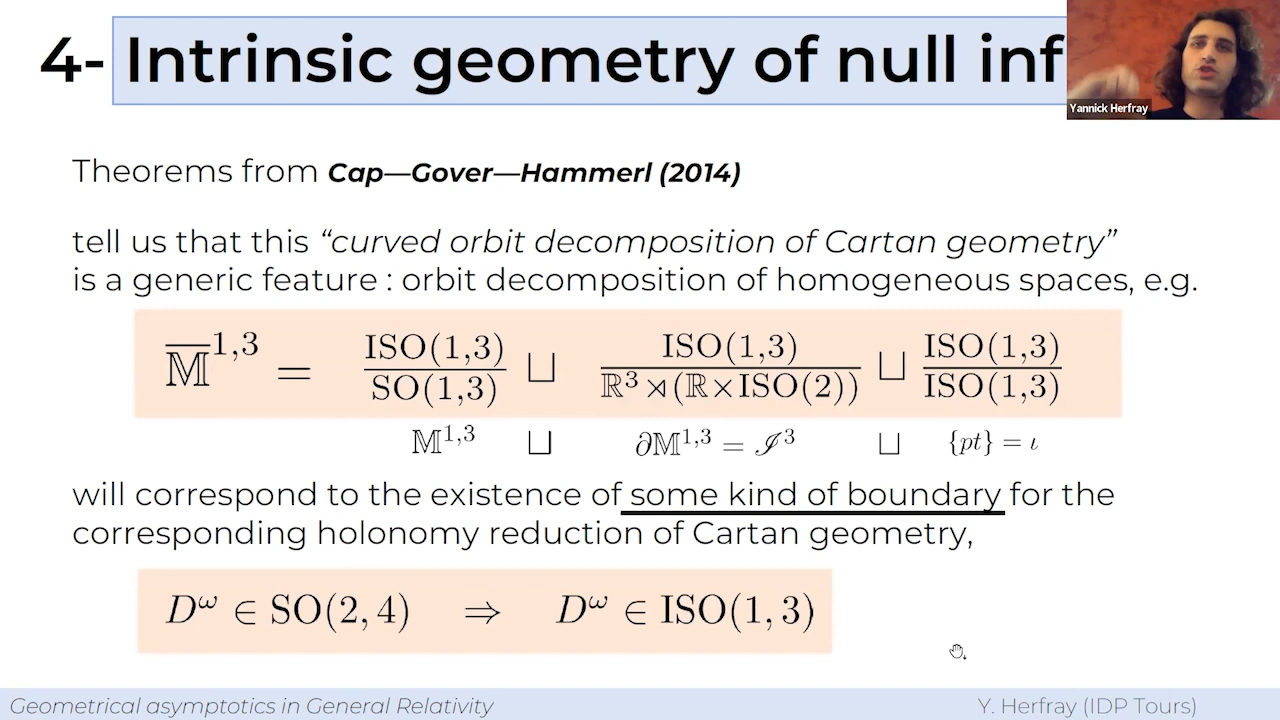 4- Intrinsic geometry of null inf
Yannick Herfray
Theorems from Cap—Gover—Hammerl (2014)
tell us that this “curved orbit decomposition of Cartan geometry”
is a generic feature : orbit decomposition of homogeneous spaces, e.g.
𝕄̅^{1,3} = ISO(1,3)/SO(1,3) ⊔ ISO(1,3)/ℝ³⋊(ℝ×ISO(2)) ⊔ ISO(1,3)/ISO(1,3)
𝕄^{1,3} ⊔ ∂𝕄^{1,3} = ℐ³ ⊔ {pt} = ι
will correspond to the existence of some kind of boundary for the
corresponding holonomy reduction of Cartan geometry,
D^ω ∈ SO(2,4) ⇒ D^ω ∈ ISO(1,3)
Geometrical asymptotics in General Relativity
Y. Herfray (IDP Tours)